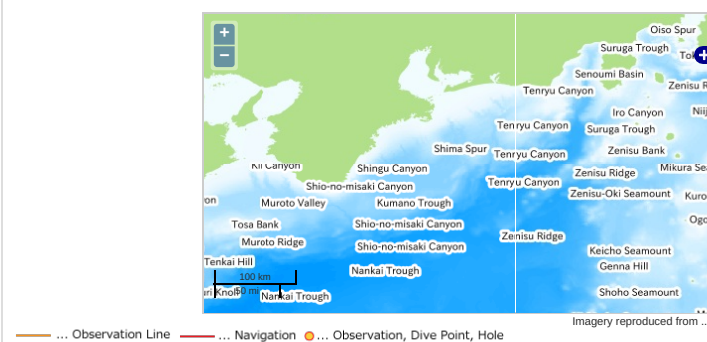 +
−
Oiso Spur
Suruga Trough
Senoumi Basin
Zenisu
Tenryu Canyon
Iro Canyon
Tenryu Canyon
Suruga Trough
Shima Spur
Tenryu Canyon
Zenisu Bank
Kii Canyon
Shingu Canyon
Zenisu Ridge
Mikura
Shio-no-misaki Canyon
Tenryu Canyon
Zenisu-Oki Seamount
Muroto Valley
Kumano Trough
Tosa Bank
Shio-no-misaki Canyon
Zenisu Ridge
Muroto Ridge
Shio-no-misaki Canyon
Keicho Seamount
Tenkai Hill
Nankai Trough
Genna Hill
100 km
50 mi
Nankai Trough
Shoho Seamount
Imagery reproduced from ...
... Observation Line
... Navigation
... Observation, Dive Point, Hole